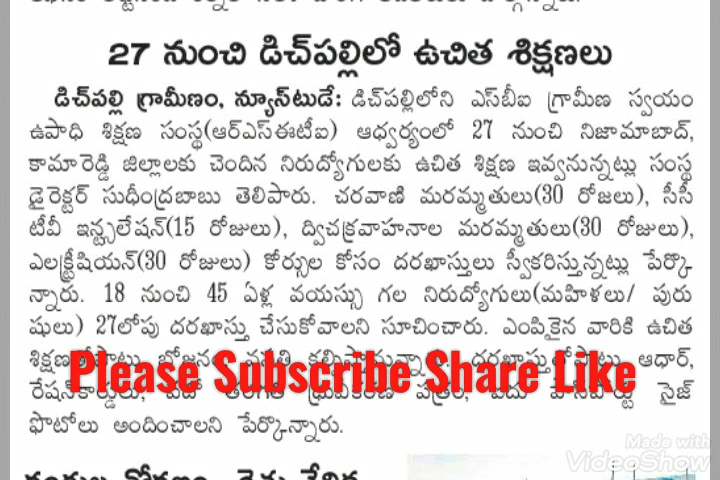 27 నుంచి డిచ్‌పల్లిలో ఉచిత శిక్షణలు
డిచ్‌పల్లి గ్రామీణం, న్యూస్‌టుడే: డిచ్‌పల్లిలోని ఎస్‌బీఐ గ్రామీణ స్వయం
ఉపాధి శిక్షణ సంస్థ(ఆర్‌ఎస్‌ఈటీఐ) ఆధ్వర్యంలో 27 నుంచి నిజామాబాద్,
కామారెడ్డి జిల్లాలకు చెందిన నిరుద్యోగులకు ఉచిత శిక్షణ ఇవ్వనున్నట్లు సంస్థ
డైరెక్టర్ సుధీంద్రబాబు తెలిపారు. చరవాణి మరమ్మతులు(30 రోజులు), సీసీ
టీవీ ఇన్స్టలేషన్(15 రోజులు), ద్విచక్రవాహనాల మరమ్మతులు(30 రోజులు),
ఎలక్ట్రీషియన్(30 రోజులు) కోర్సుల కోసం దరఖాస్తులు స్వీకరిస్తున్నట్లు పేర్కొ
న్నారు. 18 నుంచి 45 ఏళ్ల వయస్సు గల నిరుద్యోగులు(మహిళలు/ పురు
షులు) 27లోపు దరఖాస్తు చేసుకోవాలని సూచించారు. ఎంపికైన వారికి ఉచిత
ఆధార్,
Please Subscribe Share Like
సైజ్
ఫొటోలు అందించాలని పేర్కొన్నారు.
Made with
VideoShow